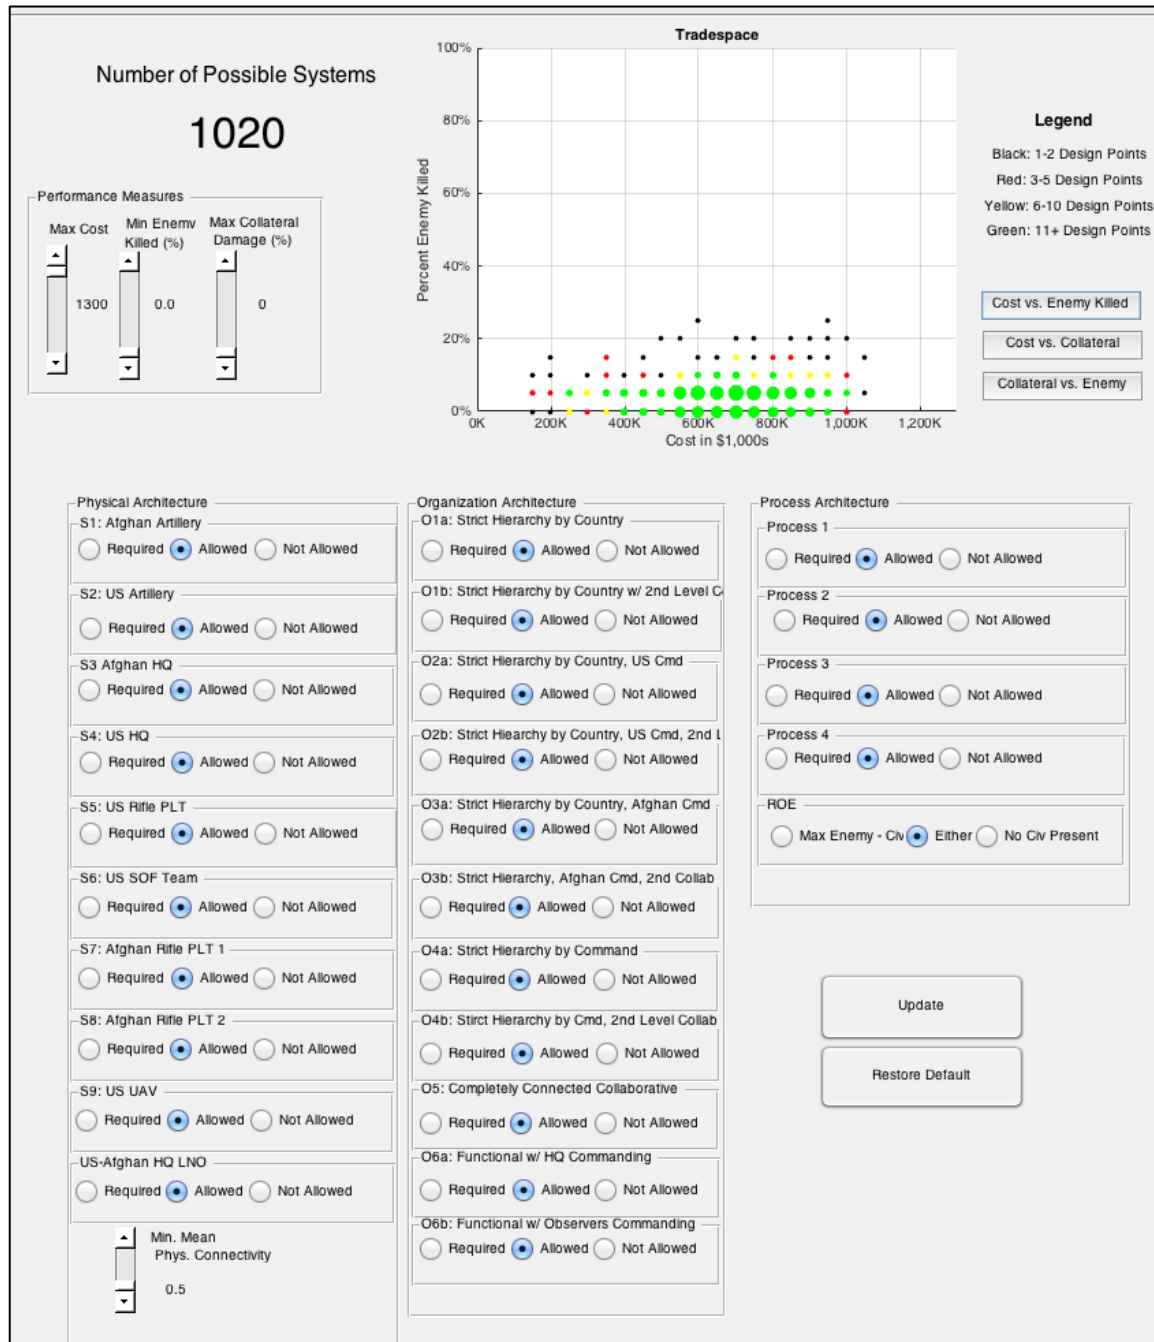 Number of Possible Systems
1020
Performance Measures
Max Cost
Min Enemy Killed (%)
Max Collateral Damage (%)
1300
0.0
0
Tradespace
Percent Enemy Killed
100%
80%
60%
40%
20%
0%
0K 200K 400K 600K 800K 1,000K 1,200K
Cost in $1,000s
Legend
Black: 1-2 Design Points
Red: 3-5 Design Points
Yellow: 6-10 Design Points
Green: 11+ Design Points
Cost vs. Enemy Killed
Cost vs. Collateral
Collateral vs. Enemy
Physical Architecture
S1: Afghan Artillery
Required Allowed Not Allowed
S2: US Artillery
Required Allowed Not Allowed
S3 Afghan HQ
Required Allowed Not Allowed
S4: US HQ
Required Allowed Not Allowed
S5: US Rifle PLT
Required Allowed Not Allowed
S6: US SOF Team
Required Allowed Not Allowed
S7: Afghan Rifle PLT 1
Required Allowed Not Allowed
S8: Afghan Rifle PLT 2
Required Allowed Not Allowed
S9: US UAV
Required Allowed Not Allowed
US-Afghan HQ LNO
Required Allowed Not Allowed
Min. Mean
Phys. Connectivity
0.5
Organization Architecture
O1a: Strict Hierarchy by Country
Required Allowed Not Allowed
O1b: Strict Hierarchy by Country w/ 2nd Level C
Required Allowed Not Allowed
O2a: Strict Hierarchy by Country, US Cmd
Required Allowed Not Allowed
O2b: Strict Hiearchy by Country, US Cmd, 2nd L
Required Allowed Not Allowed
O3a: Strict Hierarchy by Country, Afghan Cmd
Required Allowed Not Allowed
O3b: Strict Hierarchy, Afghan Cmd, 2nd Collab
Required Allowed Not Allowed
O4a: Strict Hierarchy by Command
Required Allowed Not Allowed
O4b: Stirct Hierarchy by Cmd, 2nd Level Collab
Required Allowed Not Allowed
O5: Completely Connected Collaborative
Required Allowed Not Allowed
O6a: Functional w/ HQ Commanding
Required Allowed Not Allowed
O6b: Functional w/ Observers Commanding
Required Allowed Not Allowed
Process Architecture
Process 1
Required Allowed Not Allowed
Process 2
Required Allowed Not Allowed
Process 3
Required Allowed Not Allowed
Process 4
Required Allowed Not Allowed
ROE
Max Enemy - Civ Either No Civ Present
Update
Restore Default